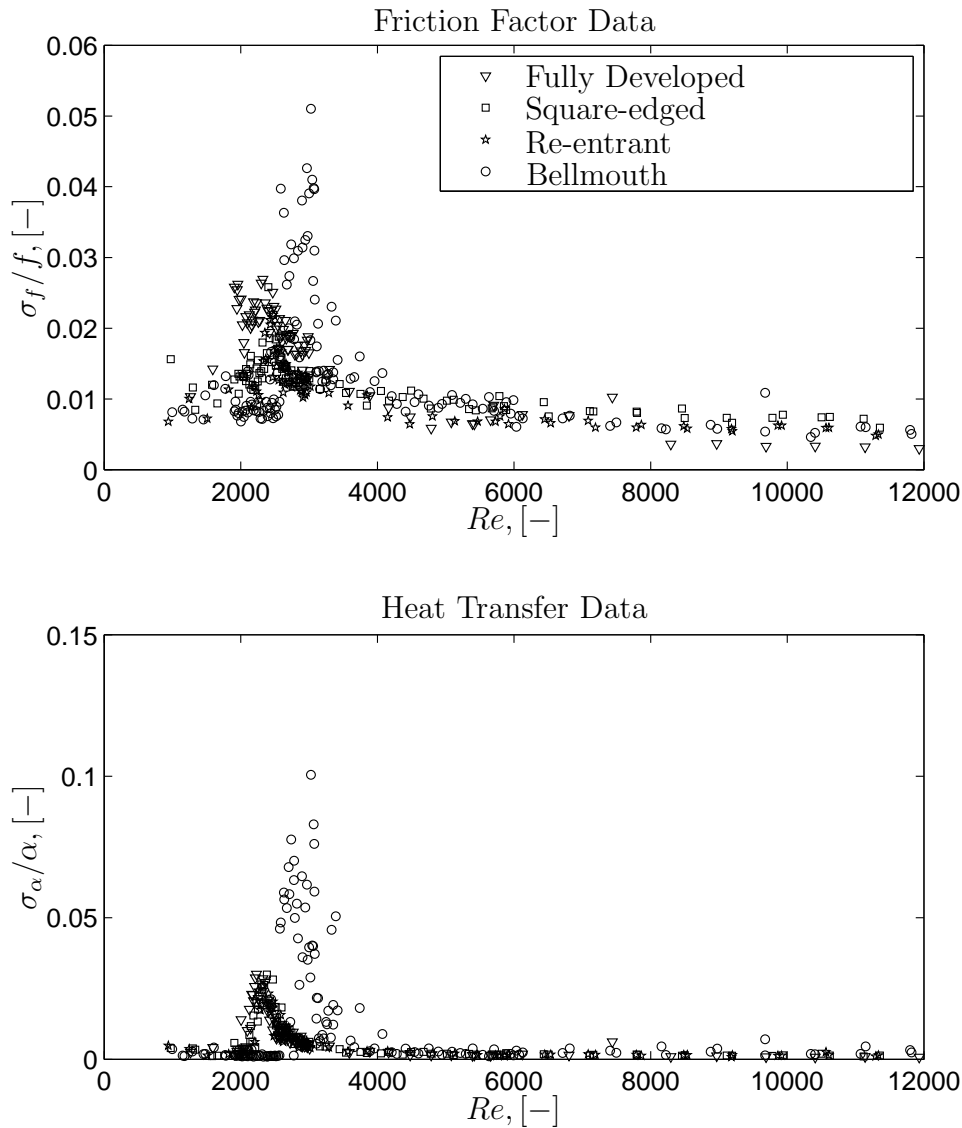 Friction Factor Data
0.06
0.05
0.04
0.03
0.02
0.01
0
σ_f/f, [−]
Fully Developed
Square-edged
Re-entrant
Bellmouth
0 2000 4000 6000 8000 10000 12000
Re, [−]
Heat Transfer Data
0.15
0.1
0.05
0
σ_α/α, [−]
0 2000 4000 6000 8000 10000 12000
Re, [−]